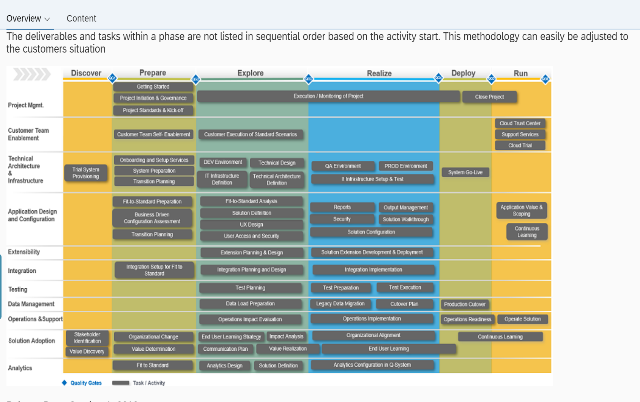 Overview
Content
The deliverables and tasks within a phase are not listed in sequential order based on the activity start. This methodology can easily be adjusted to
the customers situation
Discover
Prepare
Explore
Realize
Deploy
Run
Project Mgmt.
Getting Started
Project Initiation & Governance
Project Standards & Kickoff
Execution / Monitoring of Project
Close Project
Customer Team
Enablement
Customer Team Self- Enablement
Customer Execution of Standard Scenarios
Cloud Trust Center
Support Services
Cloud Trial
Technical
Architecture
&
Infrastructure
Trial System
Provisioning
Onboarding and Setup Services
System Preparation
Transition Planning
DEV Environment
Technical Design
IT Infrastructure
Definition
Technical Architecture
Definition
QA Environment
PROD Environment
IT Infrastructure Setup & Test
System Go-Live
Application Design
and Configuration
Fit-to-Standard Preparation
Business Driven
Configuration Assessment
Transition Planning
Fit-to-Standard Analysis
Solution Definition
UX Design
User Access and Security
Reports
Output Management
Security
Solution Walkthrough
Solution Configuration
Application Value &
Scoping
Continuous
Learning
Extensibility
Extension Planning & Design
Solution Extension Development & Deployment
Integration
Integration Setup for Fit to
Standard
Integration Planning and Design
Integration Implementation
Testing
Test Planning
Test Preparation
Test Execution
Data Management
Data Load Preparation
Legacy Data Migration
Cutover Plan
Production Cutover
Operations &Support
Operations Impact Evaluation
Operations Implementation
Operations Readiness
Operate Solution
Solution Adoption
Stakeholder
Identification
Value Discovery
Organizational Change
Value Determination
End User Learning Strategy
Impact Analysis
Communication Plan
Value Realization
Organizational Alignment
End User Learning
Continuous Learning
Analytics
Fit to Standard
Analytics Design
Solution Definition
Analytics Configuration in Q-System
Quality Gates
Task / Activity